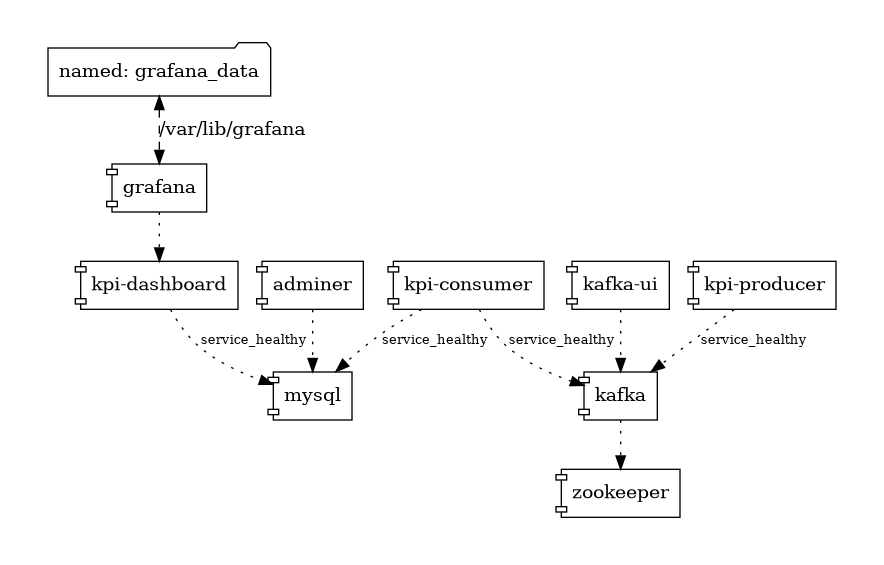 named: grafana_data
/var/lib/grafana
grafana
kpi-dashboard
adminer
kpi-consumer
kafka-ui
kpi-producer
service_healthy
service_healthy
service_healthy
service_healthy
mysql
kafka
zookeeper